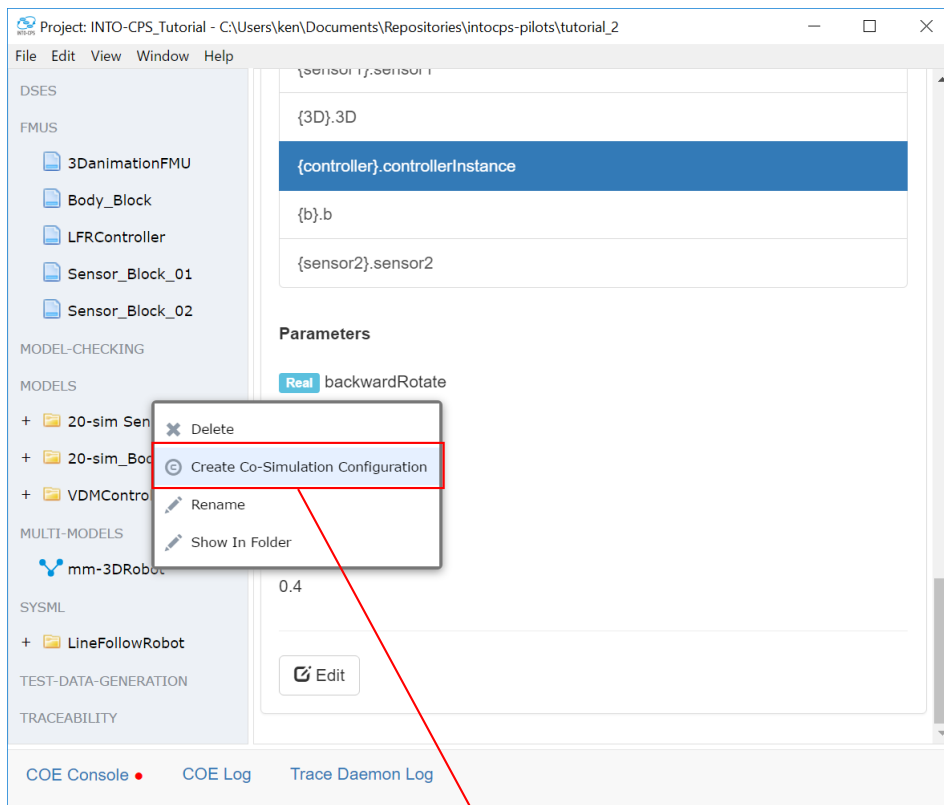 Project: INTO-CPS_Tutorial - C:\Users\ken\Documents\Repositories\intocps-pilots\tutorial_2
File Edit View Window Help
DSES
FMUS
3DanimationFMU
Body_Block
LFRController
Sensor_Block_01
Sensor_Block_02
MODEL-CHECKING
MODELS
+ 20-sim Sen
+ 20-sim_Bod
+ VDMContro
MULTI-MODELS
mm-3DRobot
SYSML
+ LineFollowRobot
TEST-DATA-GENERATION
TRACEABILITY
{sensor1}.sensor1
{3D}.3D
{controller}.controllerInstance
{b}.b
{sensor2}.sensor2
Parameters
Real backwardRotate
Delete
Create Co-Simulation Configuration
Rename
Show In Folder
0.4
Edit
COE Console COE Log Trace Daemon Log